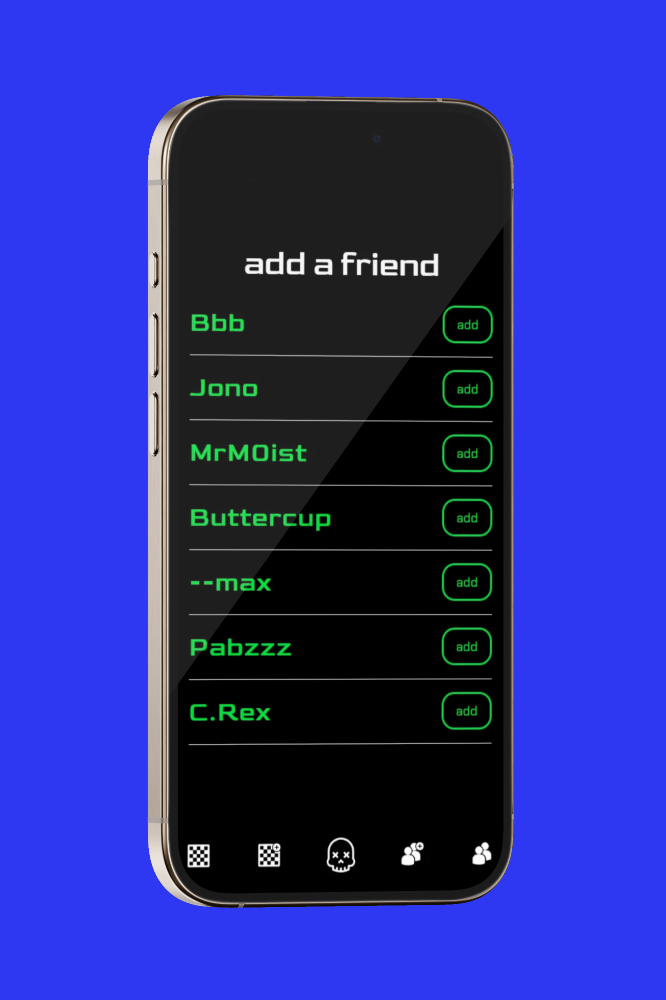 add a friend
Bbb add
Jono add
MrM0ist add
Buttercup add
--max add
Pabzzz add
C.Rex add